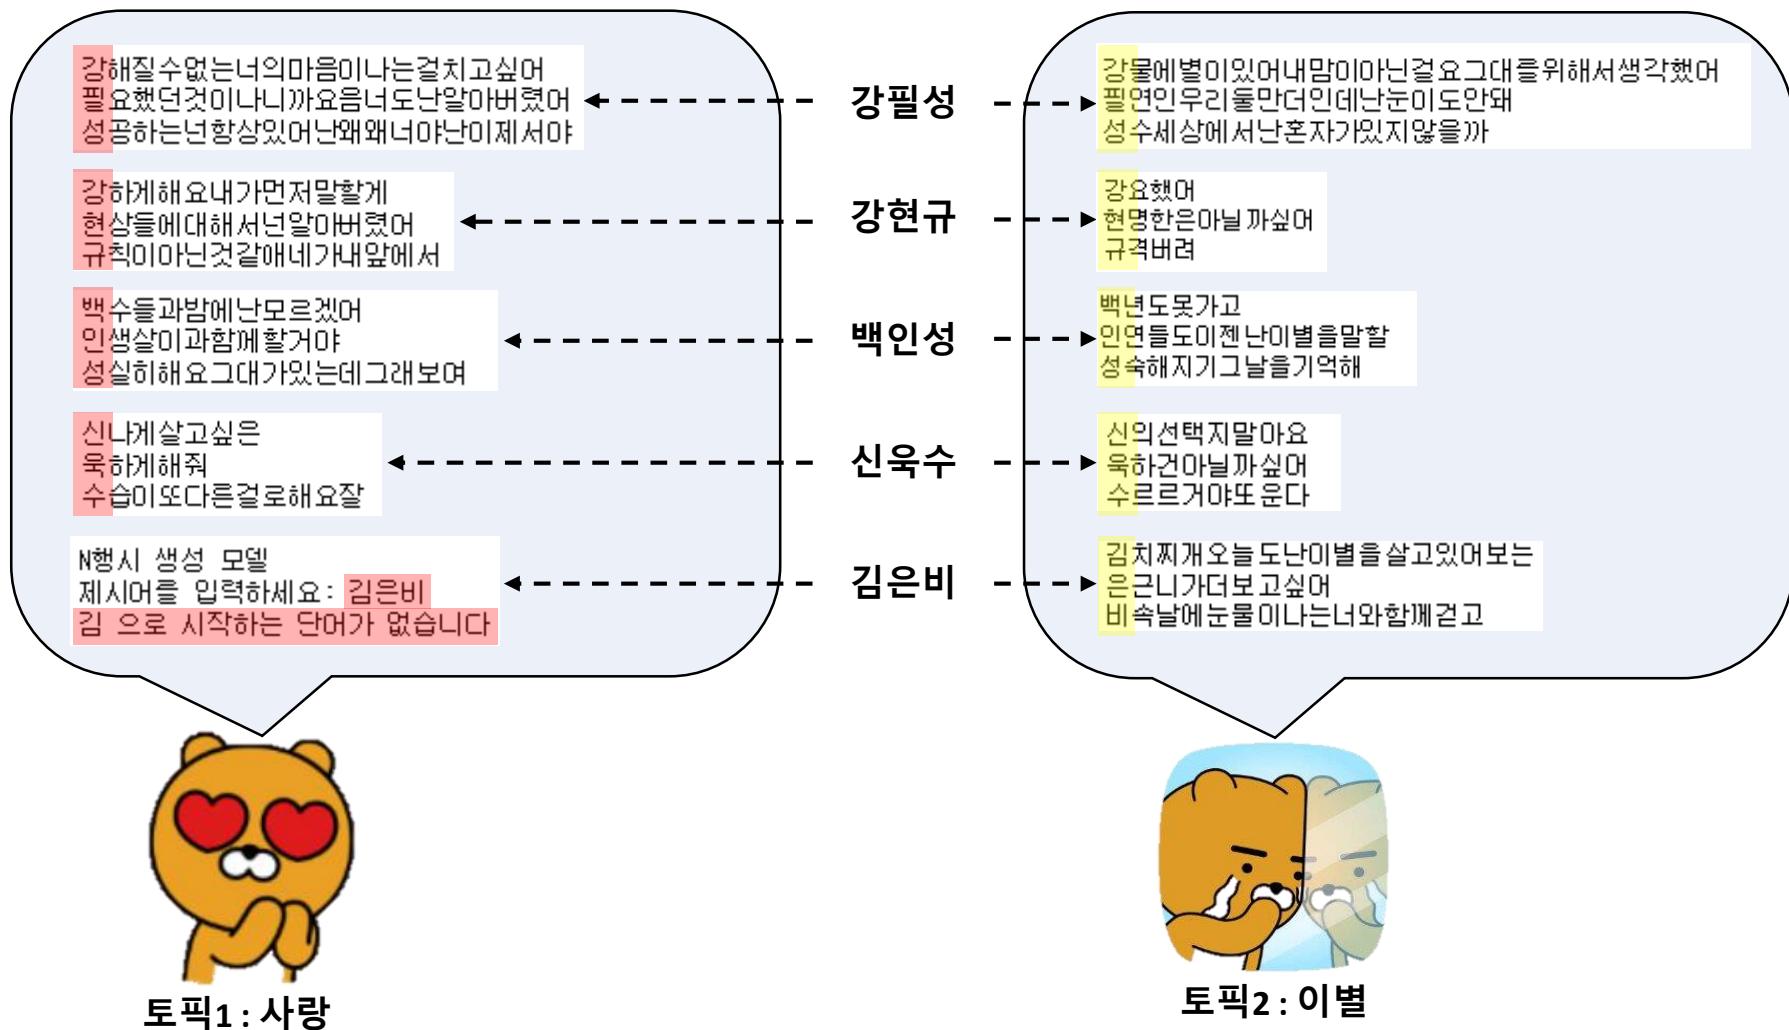 강해질수없는너의마음이나는걸치고싶어
필요했던것이나니까요음너도난알아버렸어
성공하는넌항상있어난왜왜너야난이제서야
강하게해요내가먼저말할게
현상들에대해서넌알아버렸어
규칙이아닌것같애네가내앞에서
백수들과밤에난모르겠어
인생살이과함께할거야
성실히해요그대가있는데그래보여
신나게살고싶은
욱하게해줘
수습이또다른걸로해요잘
N행시 생성 모델
제시어를 입력하세요: 김은비
김 으로 시작하는 단어가 없습니다
강필성
강현규
백인성
신욱수
김은비
강물에별이있어내맘이아닌걸요그대를위해서생각했어
필연인우리둘만더인데난눈이도안돼
성수세상에서난혼자가있지않을까
강요했어
현명한은아닐까싶어
규격버려
백년도못가고
인연들도이젠난이별을말할
성숙해지기그날을기억해
신의선택지말아요
욱하건아닐까싶어
수르르거야또운다
김치찌개오늘도난이별을살고있어보는
은근니가더보고싶어
비속날에눈물이나는너와함께걷고
토픽1 : 사랑
토픽2 : 이별